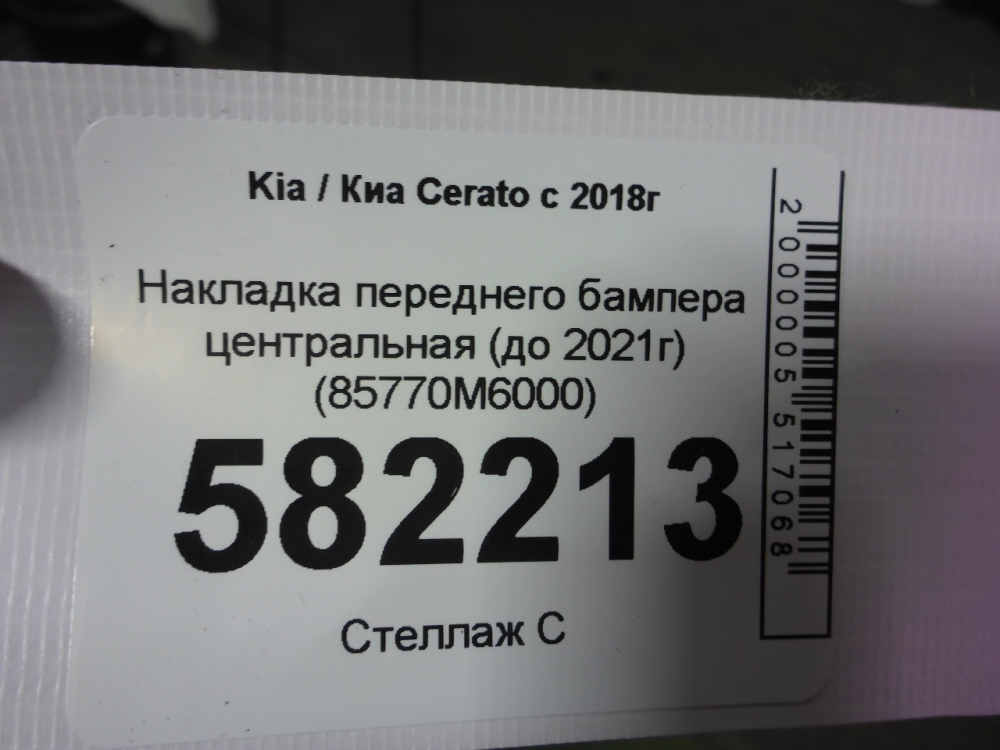 Kia / Киа Cerato с 2018г
Накладка переднего бампера
центральная (до 2021г)
(85770M6000)
582213
Стеллаж С
2000005517068